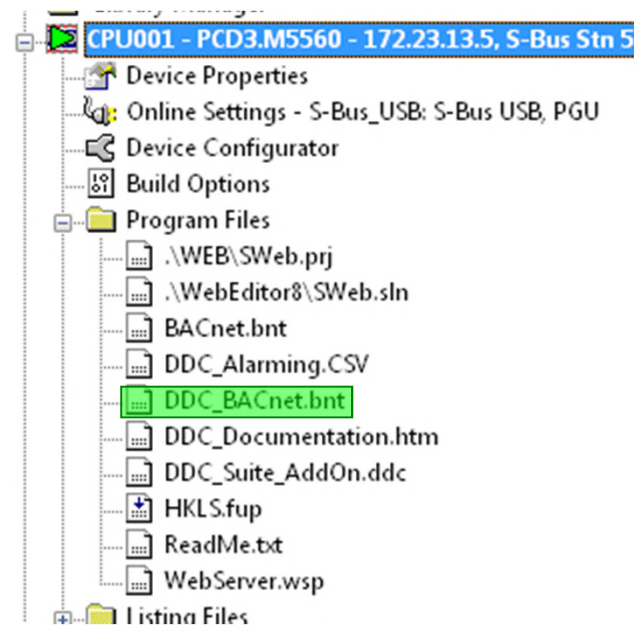 Library Manager
CPU001 - PCD3.M5560 - 172.23.13.5, S-Bus Stn 5
Device Properties
Online Settings - S-Bus_USB: S-Bus USB, PGU
Device Configurator
Build Options
Program Files
.\WEB\SWeb.prj
.\WebEditor8\SWeb.sln
BACnet.bnt
DDC_Alarming.CSV
DDC_BACnet.bnt
DDC_Documentation.htm
DDC_Suite_AddOn.ddc
HKLS.fup
ReadMe.txt
WebServer.wsp
Listing Files